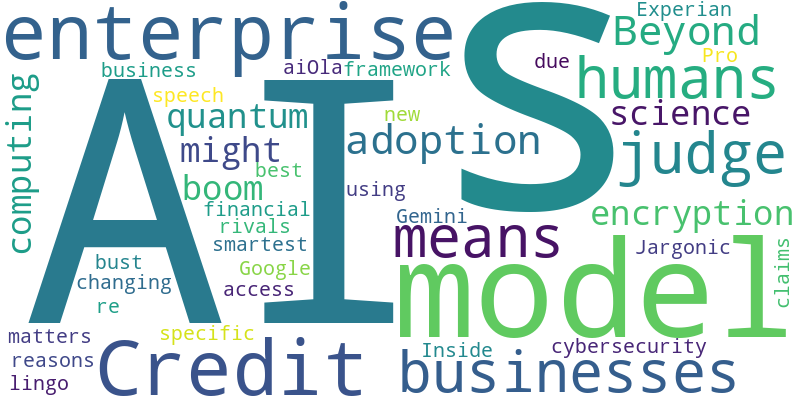 enterprise
AI
S
Experian
Beyond
Pro
due
humans
business
aiOla
framework
speech
computing
quantum
new
science
might
adoption
judge
best
boom
using
financial
Gemini
encryption
rivals
smartest
means
Jargonic
bust
Google
model
claims
changing
access
re
matters
specific
Credit
Inside
cybersecurity
reasons
businesses
lingo